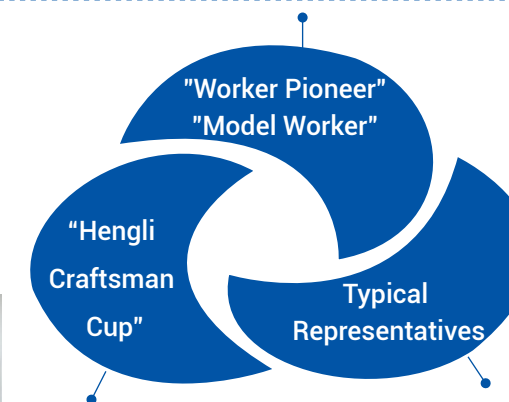 "Worker Pioneer"
"Model Worker"
“Hengli
Craftsman
Cup”
Typical
Representatives